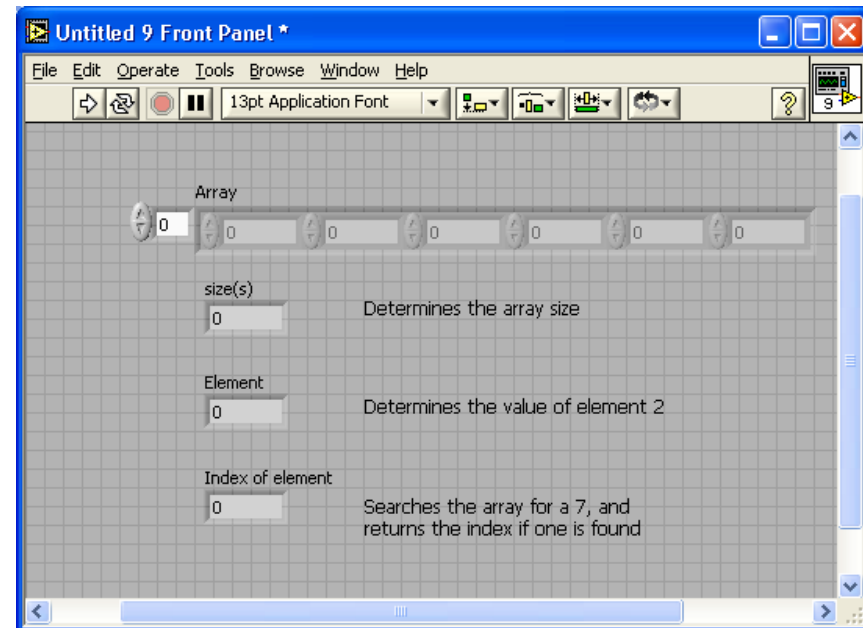 Untitled 9 Front Panel *
File Edit Operate Tools Browse Window Help
13pt Application Font
9
Array
0 0 0 0 0 0 0
size(s)
0 Determines the array size
Element
0 Determines the value of element 2
Index of element
0 Searches the array for a 7, and
returns the index if one is found